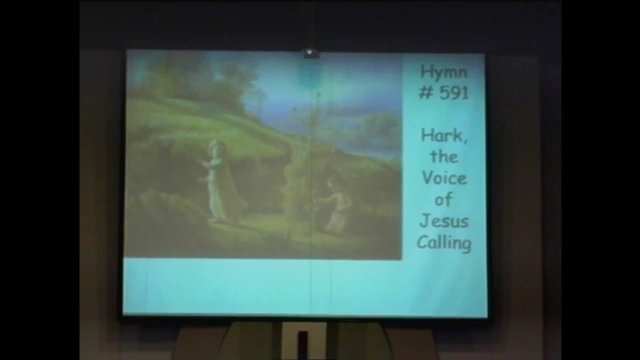 Hymn
# 591
Hark,
the
Voice
of
Jesus
Calling